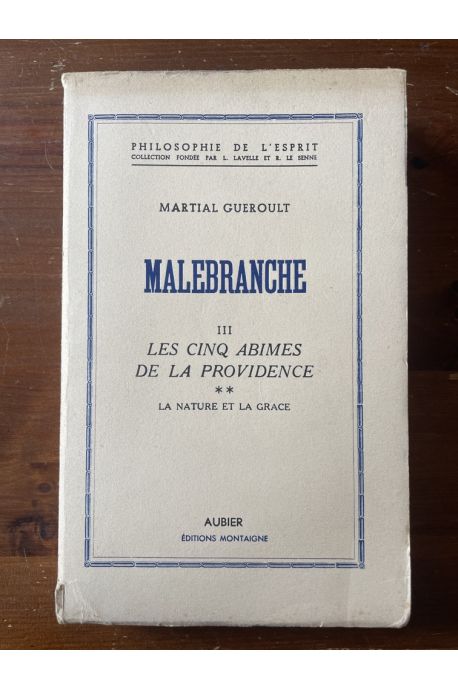 PHILOSOPHIE DE L'ESPRIT
COLLECTION FONDÉE PAR L. LAVELLE ET R. LE SENNE
MARTIAL GUEROULT
MALEBRANCHE
III
LES CINQ ABIMES
DE LA PROVIDENCE
**
LA NATURE ET LA GRACE
AUBIER
ÉDITIONS MONTAIGNE